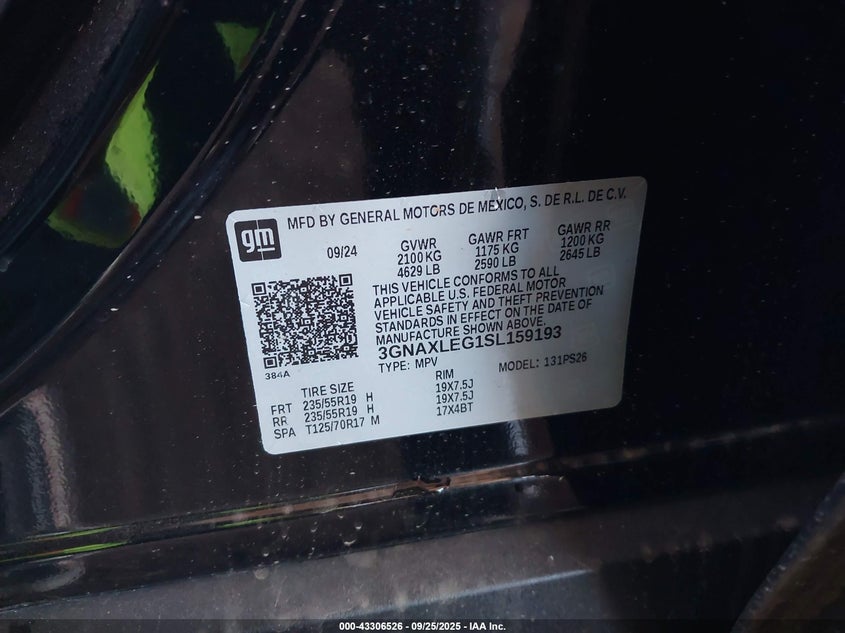 gm
MFD BY GENERAL MOTORS DE MEXICO, S. DE R.L. DE C.V.
09/24
GVWR
2100 KG
4629 LB
GAWR FRT
1175 KG
2590 LB
GAWR RR
1200 KG
2645 LB
THIS VEHICLE CONFORMS TO ALL
APPLICABLE U.S. FEDERAL MOTOR
VEHICLE SAFETY AND THEFT PREVENTION
STANDARDS IN EFFECT ON THE DATE OF
MANUFACTURE SHOWN ABOVE.
3GNAXLEG1SL159193
TYPE: MPV MODEL: 131PS26
384A
TIRE SIZE RIM
FRT 235/55R19 H 19X7.5J
RR 235/55R19 H 19X7.5J
SPA T125/70R17 M 17X4BT
000-43306526 - 09/25/2025 - IAA Inc.